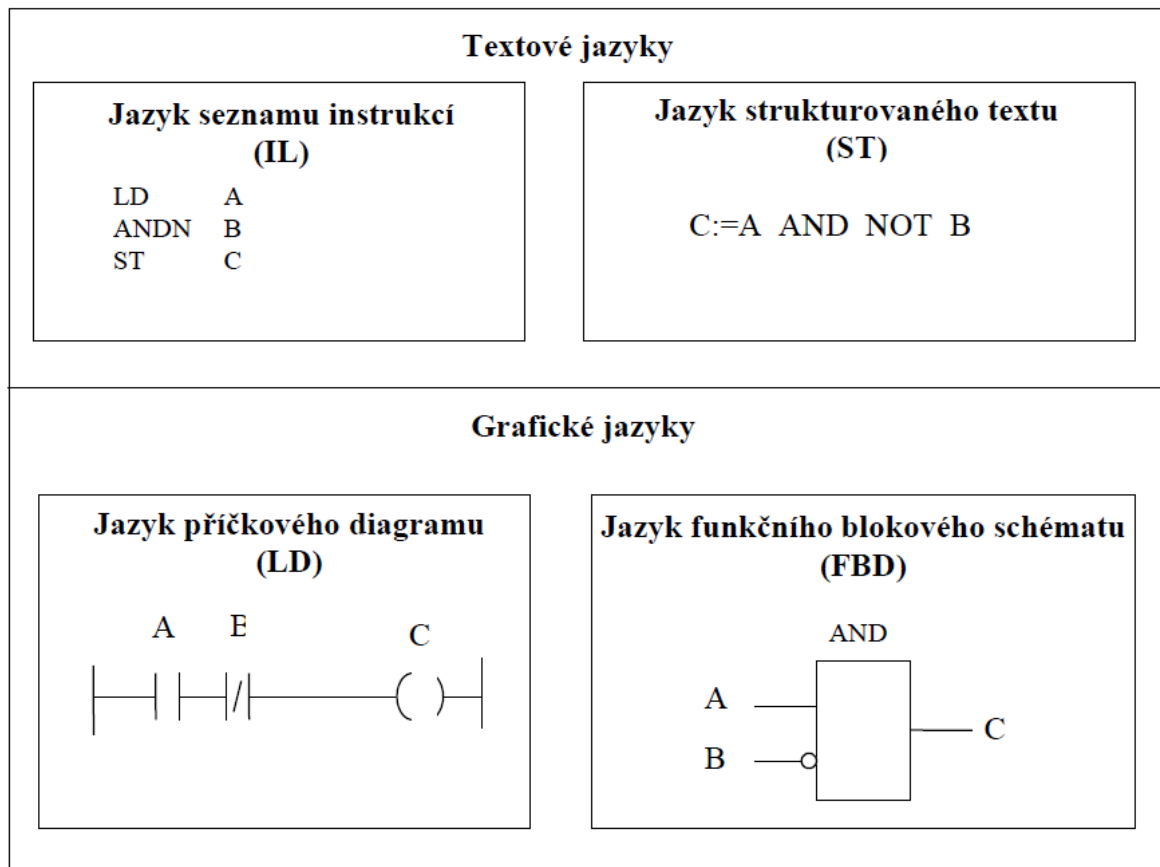 Textové jazyky
Jazyk seznamu instrukcí
(IL)
LD A
ANDN B
ST C
Jazyk strukturovaného textu
(ST)
C:=A AND NOT B
Grafické jazyky
Jazyk příčkového diagramu
(LD)
A B C
Jazyk funkčního blokového schématu
(FBD)
AND
A
B
C